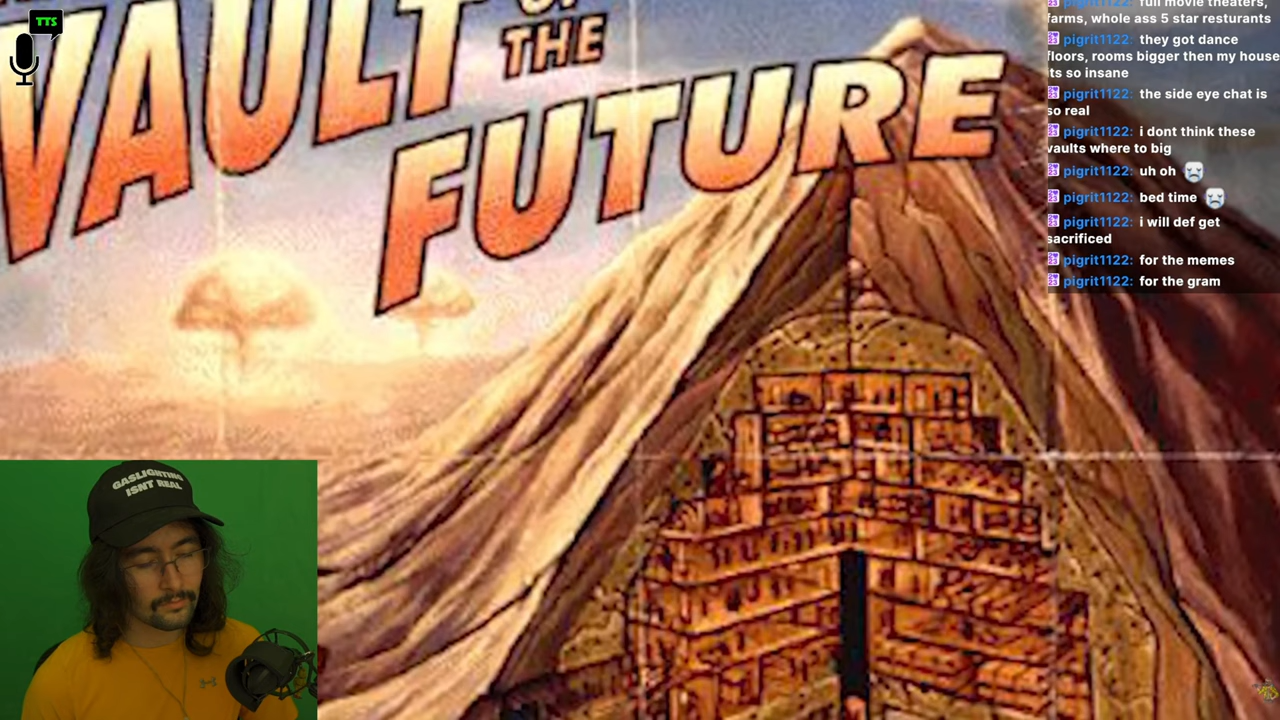 TTS
VAULT
OF
THE
FUTURE
GASLIGHTING
ISNT REAL
full movie theaters,
farms, whole ass 5 star resturants
pigrit1122: they got dance
floors, rooms bigger then my house
its so insane
pigrit1122: the side eye chat is
so real
pigrit1122: i dont think these
vaults where to big
pigrit1122: uh oh
pigrit1122: bed time
pigrit1122: i will def get
sacrificed
pigrit1122: for the memes
pigrit1122: for the gram